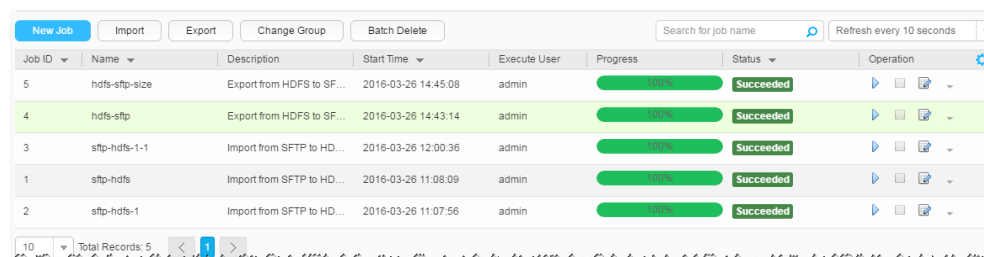 New Job Import Export Change Group Batch Delete Search for job name Refresh every 10 seconds
Job ID Name Description Start Time Execute User Progress Status Operation
5 hdfs-sftp-size Export from HDFS to SF... 2016-03-26 14:45:08 admin 100% Succeeded
4 hdfs-sftp Export from HDFS to SF... 2016-03-26 14:43:14 admin 100% Succeeded
3 sftp-hdfs-1-1 Import from SFTP to HD... 2016-03-26 12:00:36 admin 100% Succeeded
1 sftp-hdfs Import from SFTP to HD... 2016-03-26 11:08:09 admin 100% Succeeded
2 sftp-hdfs-1 Import from SFTP to HD... 2016-03-26 11:07:56 admin 100% Succeeded
10 Total Records: 5 < 1 >